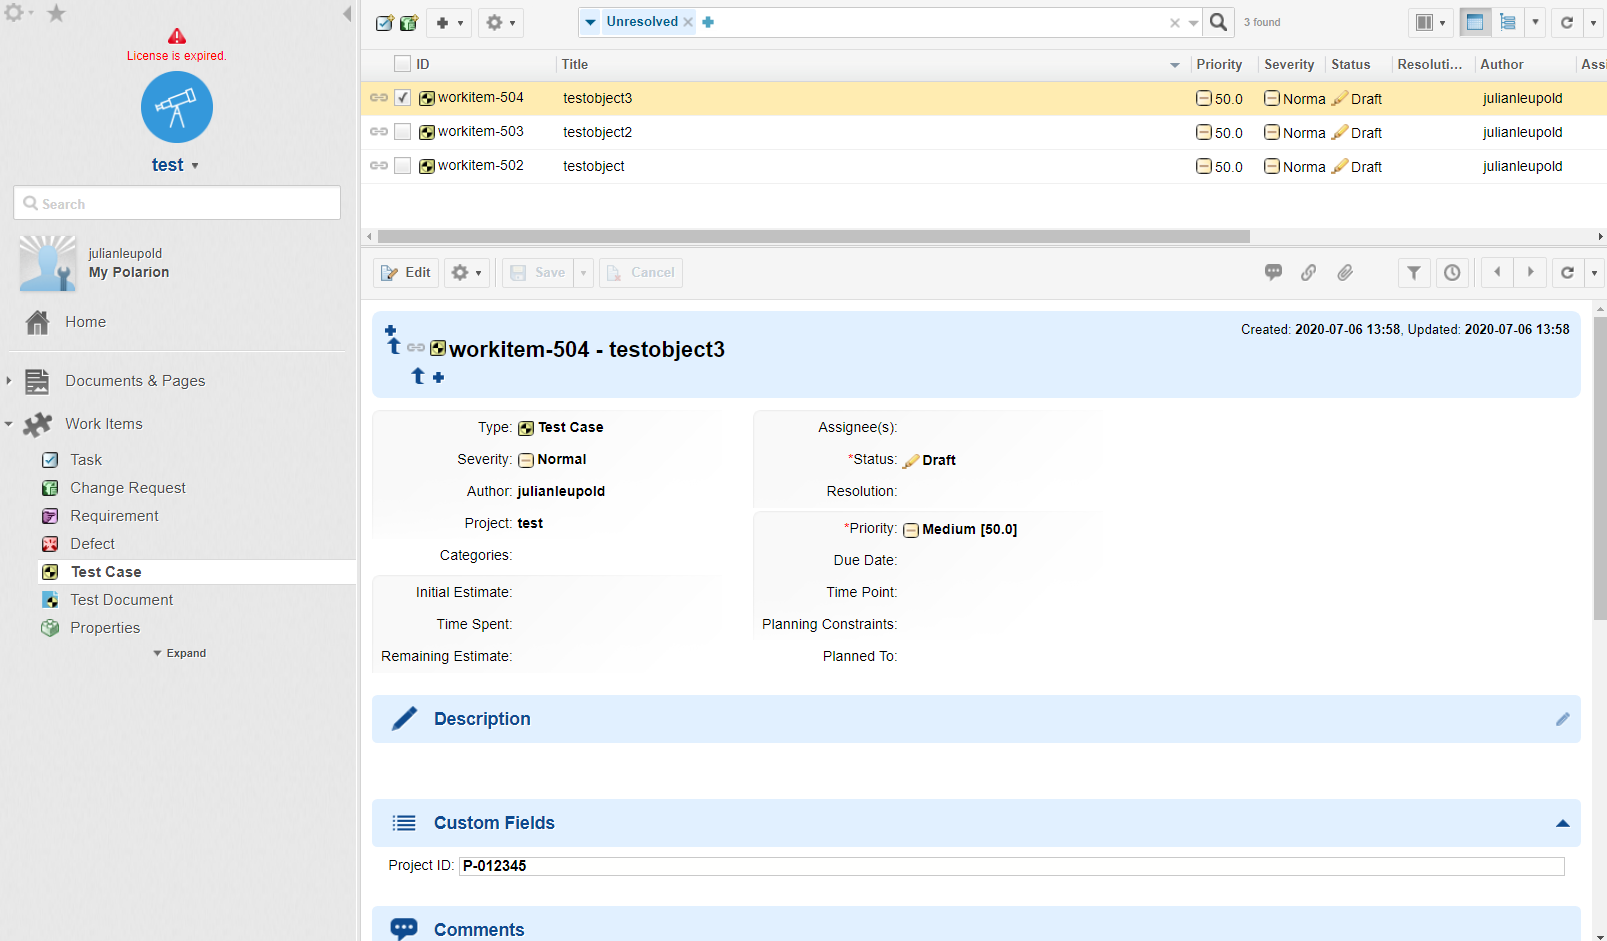 License is expired.
test
Search
julianleupold
My Polarion
Home
Documents & Pages
Work Items
Task
Change Request
Requirement
Defect
Test Case
Test Document
Properties
Expand
Unresolved
3 found
ID Title Priority Severity Status Resoluti... Author Assi
workitem-504 testobject3 50.0 Norma Draft julianleupold
workitem-503 testobject2 50.0 Norma Draft julianleupold
workitem-502 testobject 50.0 Norma Draft julianleupold
Edit Save Cancel
Created: 2020-07-06 13:58, Updated: 2020-07-06 13:58
workitem-504 - testobject3
Type: Test Case
Severity: Normal
Author: julianleupold
Project: test
Categories:
Initial Estimate:
Time Spent:
Remaining Estimate:
Assignee(s):
*Status: Draft
Resolution:
*Priority: Medium [50.0]
Due Date:
Time Point:
Planning Constraints:
Planned To:
Description
Custom Fields
Project ID: P-012345
Comments